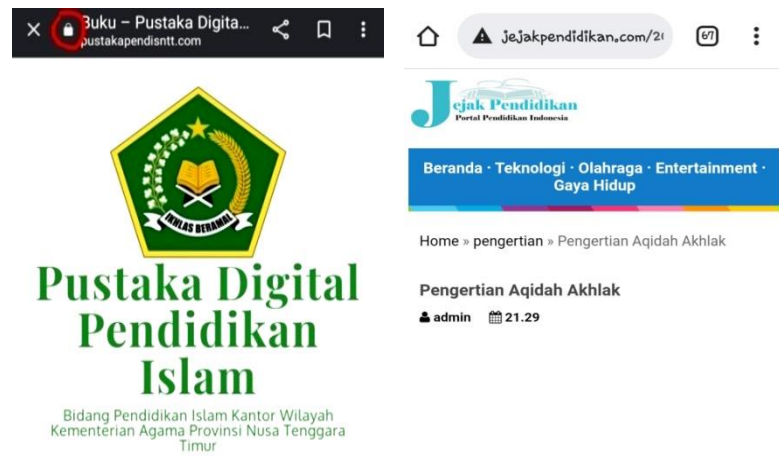 Buku – Pustaka Digita...
pustakapendisntt.com
IKHLAS BERAMAL
Pustaka Digital
Pendidikan
Islam
Bidang Pendidikan Islam Kantor Wilayah
Kementerian Agama Provinsi Nusa Tenggara
Timur
jejakpendidikan.com/20
67
Jejak Pendidikan
Portal Pendidikan Indonesia
Beranda · Teknologi · Olahraga · Entertainment ·
Gaya Hidup
Home » pengertian » Pengertian Aqidah Akhlak
Pengertian Aqidah Akhlak
admin 21.29